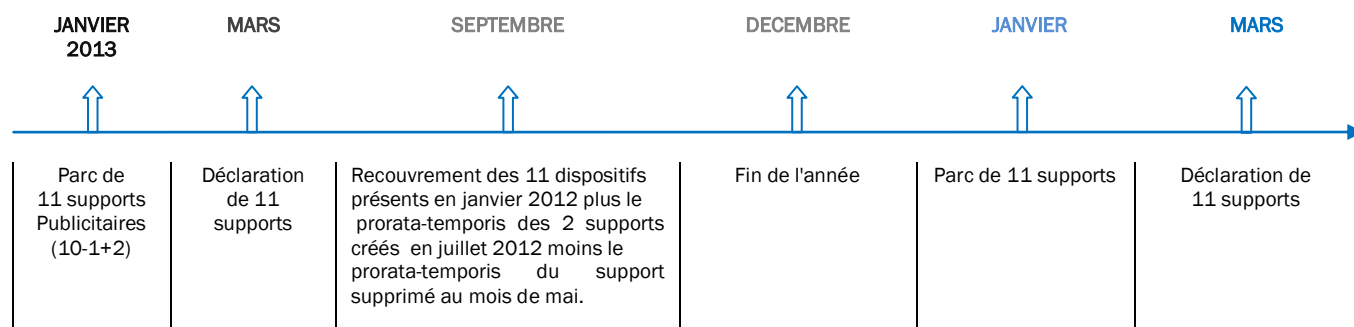 JANVIER
2013
MARS
SEPTEMBRE
DECEMBRE
JANVIER
MARS
Parc de
11 supports
Publicitaires
(10-1+2)
Déclaration
de 11
supports
Recouvrement des 11 dispositifs
présents en janvier 2012 plus le
prorata-temporis des 2 supports
créés en juillet 2012 moins le
prorata-temporis du support
supprimé au mois de mai.
Fin de l'année
Parc de 11 supports
Déclaration de
11 supports